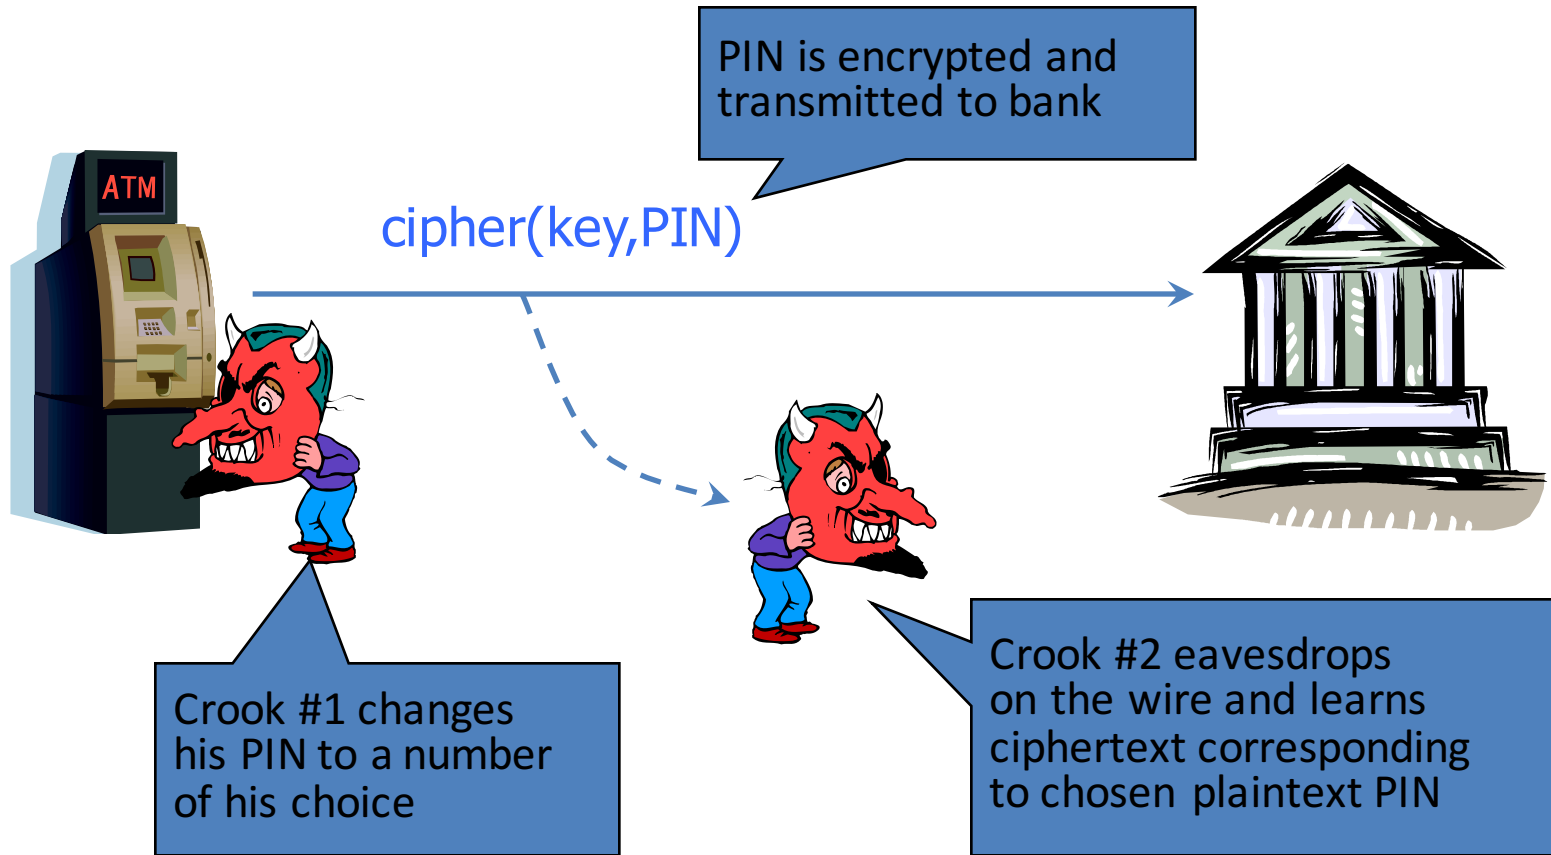 PIN is encrypted and
transmitted to bank
ATM
cipher(key,PIN)
Crook #1 changes
his PIN to a number
of his choice
Crook #2 eavesdrops
on the wire and learns
ciphertext corresponding
to chosen plaintext PIN